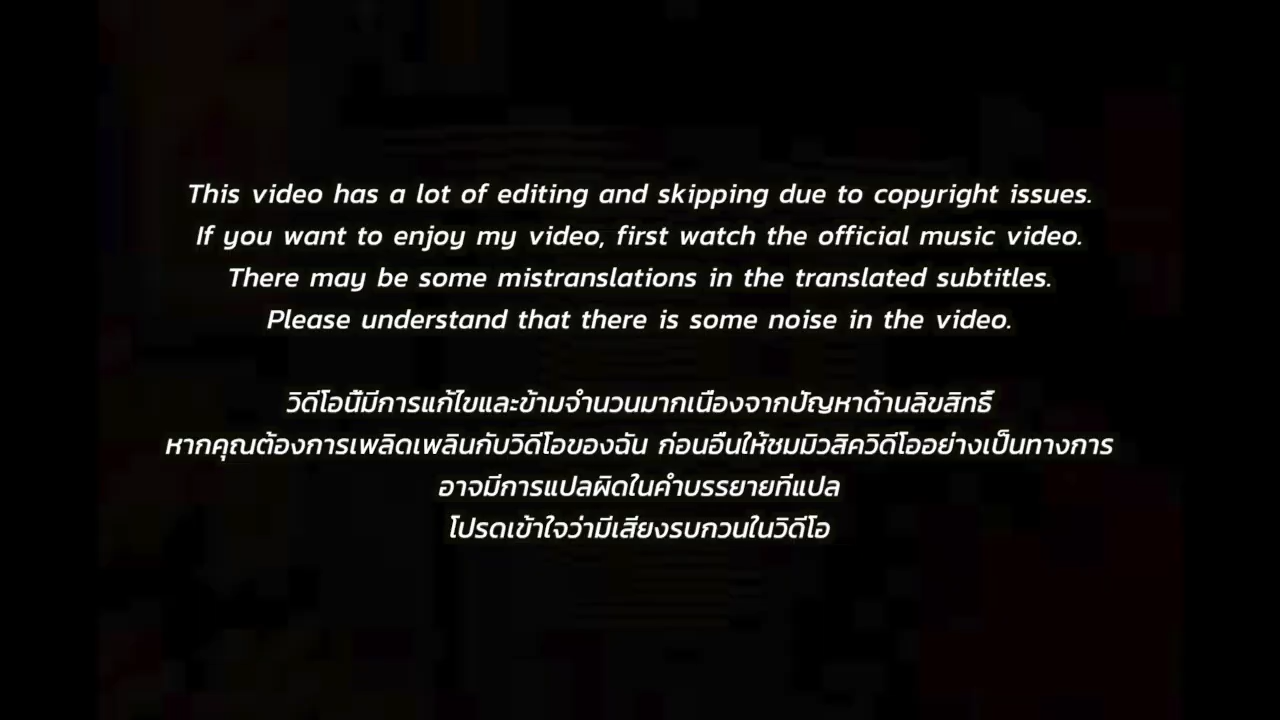 This video has a lot of editing and skipping due to copyright issues.
If you want to enjoy my video, first watch the official music video.
There may be some mistranslations in the translated subtitles.
Please understand that there is some noise in the video.
วิดีโอนี้มีการแก้ไขและข้ามจำนวนมากเนื่องจากปัญหาด้านลิขสิทธิ์
หากคุณต้องการเพลิดเพลินกับวิดีโอของฉัน ก่อนอื่นให้ชมมิวสิควิดีโออย่างเป็นทางการ
อาจมีการแปลผิดในคำบรรยายที่แปล
โปรดเข้าใจว่ามีเสียงรบกวนในวิดีโอ